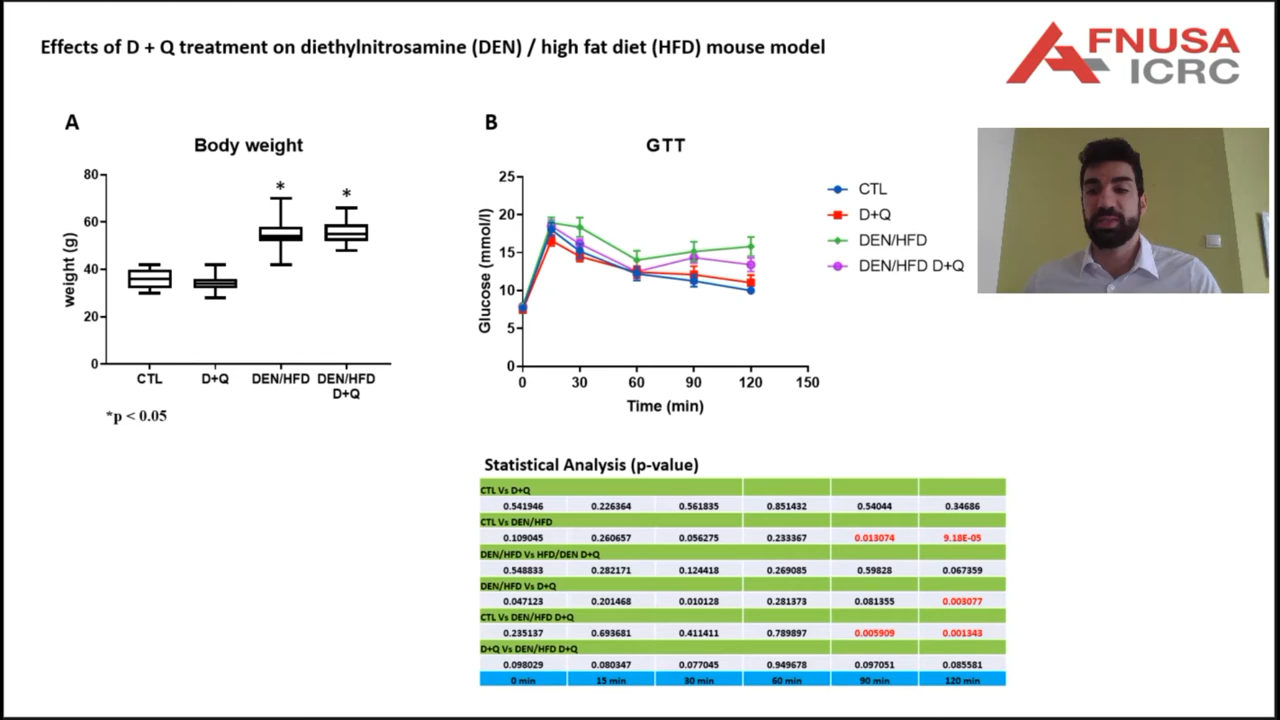 Effects of D + Q treatment on diethylnitrosamine (DEN) / high fat diet (HFD) mouse model
FNUSA
ICRC
A
Body weight
80
60
40
20
0
weight (g)
*
*
CTL
D+Q
DEN/HFD
DEN/HFD
D+Q
*p < 0.05
B
GTT
25
20
15
10
5
0
Glucose (mmol/l)
0
30
60
90
120
150
Time (min)
CTL
D+Q
DEN/HFD
DEN/HFD D+Q
Statistical Analysis (p-value)
CTL Vs D+Q
0.541946 0.226364 0.561835 0.851432 0.54044 0.34686
CTL Vs DEN/HFD
0.109045 0.260657 0.056275 0.233367 0.013074 9.18E-05
DEN/HFD Vs HFD/DEN D+Q
0.548833 0.282171 0.124418 0.269085 0.59828 0.067359
DEN/HFD Vs D+Q
0.047123 0.201468 0.010128 0.281373 0.081355 0.003077
CTL Vs DEN/HFD D+Q
0.235137 0.693681 0.411411 0.789897 0.005909 0.001343
D+Q Vs DEN/HFD D+Q
0.098029 0.080347 0.077045 0.949678 0.097051 0.085581
0 min 15 min 30 min 60 min 90 min 120 min